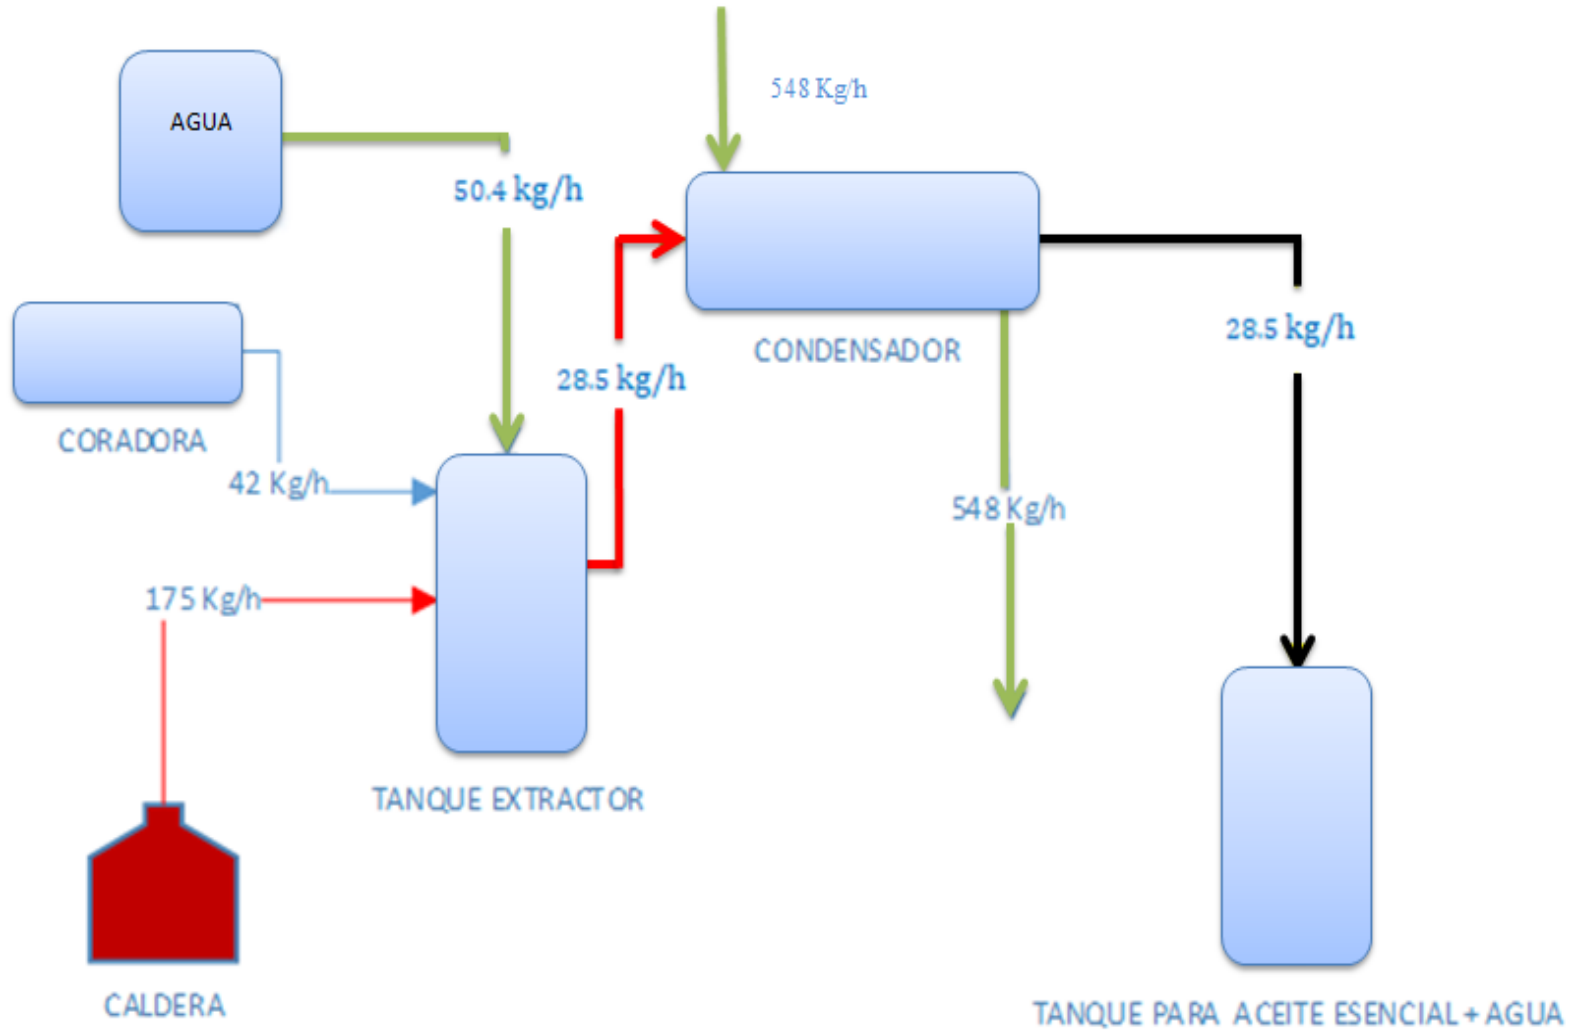 548 Kg/h
AGUA
50.4 kg/h
CONDENSADOR
28.5 kg/h
28.5 kg/h
CORADORA
42 Kg/h
548 Kg/h
175 Kg/h
TANQUE EXTRACTOR
CALDERA
TANQUE PARA ACEITE ESENCIAL + AGUA